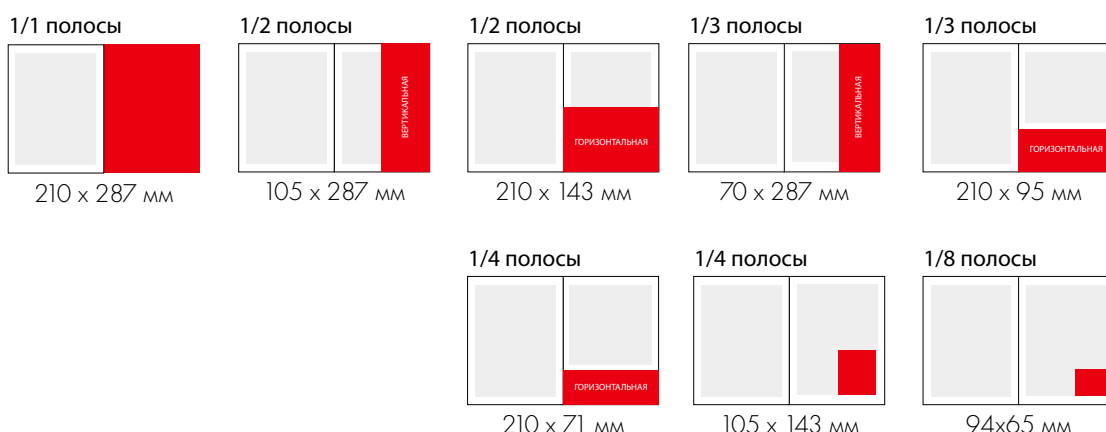 1/1 полосы
1/2 полосы
1/2 полосы
1/3 полосы
1/3 полосы
ВЕРТИКАЛЬНАЯ
ГОРИЗОНТАЛЬНАЯ
ВЕРТИКАЛЬНАЯ
ГОРИЗОНТАЛЬНАЯ
210 x 287 мм
105 x 287 мм
210 x 143 мм
70 x 287 мм
210 x 95 мм
1/4 полосы
1/4 полосы
1/8 полосы
ГОРИЗОНТАЛЬНАЯ
210 x 71 мм
105 x 143 мм
94x65 мм